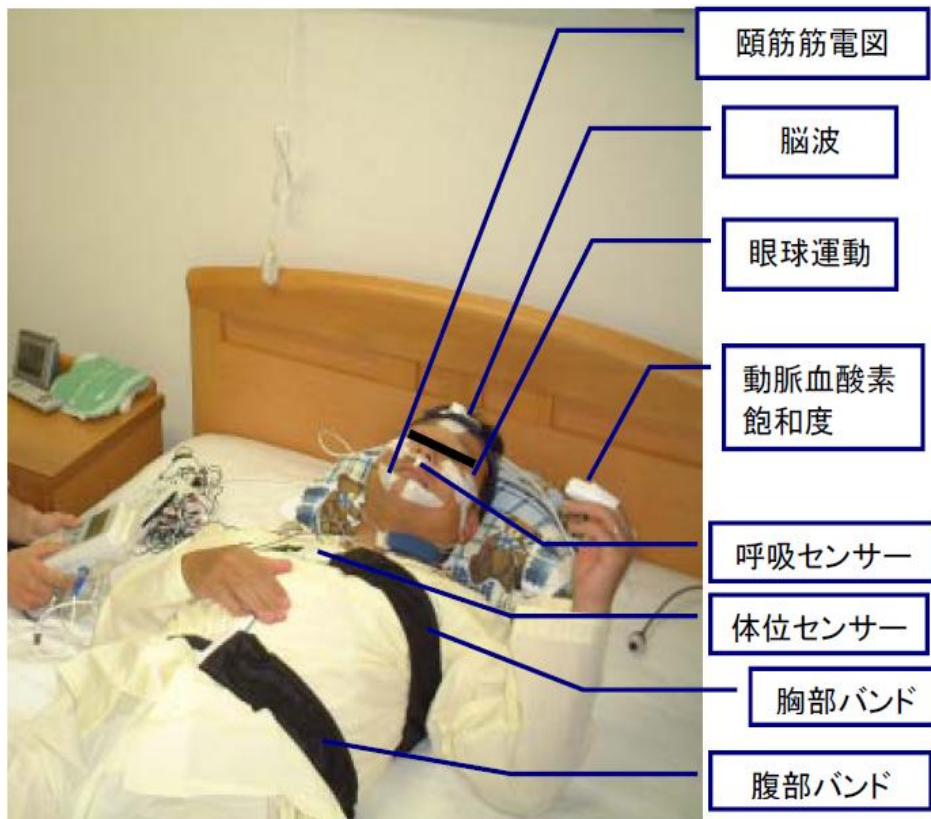 頤筋筋電図
脳波
眼球運動
動脈血酸素
飽和度
呼吸センサー
体位センサー
胸部バンド
腹部バンド